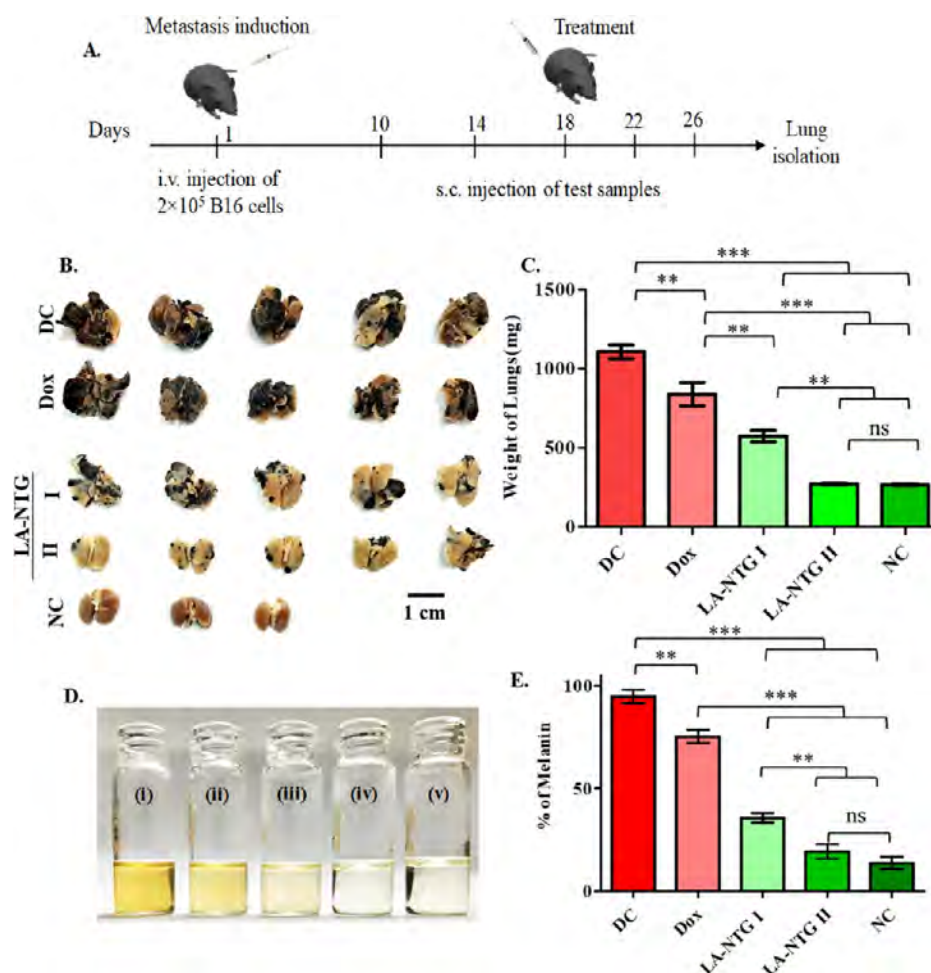 A.
Metastasis induction
Treatment
Days
1
10
14
18
22
26
Lung
isolation
i.v. injection of
2×10⁵ B16 cells
s.c. injection of test samples
B.
DC
Dox
LA-NTG
I
II
NC
1 cm
C.
***
**
***
**
**
ns
Weight of Lungs(mg)
1500
1000
500
0
DC
Dox
LA-NTG I
LA-NTG II
NC
D.
(i)
(ii)
(iii)
(iv)
(v)
E.
***
**
***
**
ns
% of Melanin
100
50
0
DC
Dox
LA-NTG I
LA-NTG II
NC